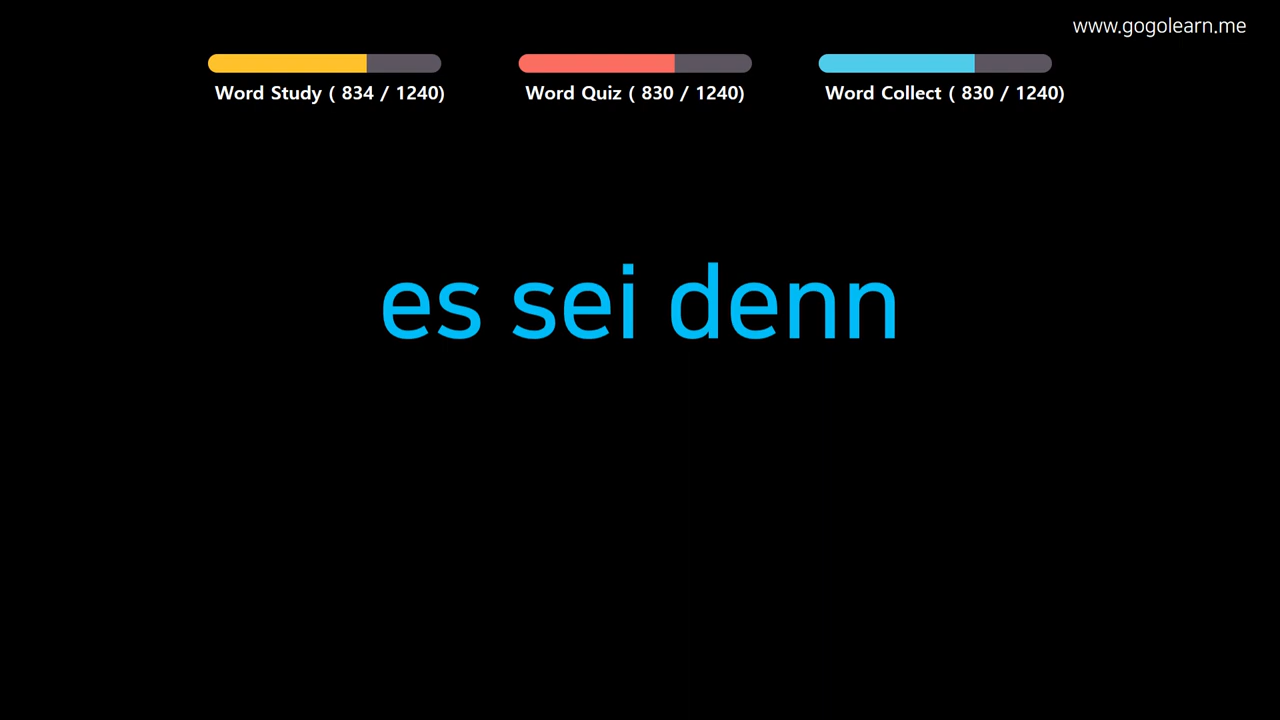 www.gogolearn.me
Word Study ( 834 / 1240)
Word Quiz ( 830 / 1240)
Word Collect ( 830 / 1240)
es sei denn